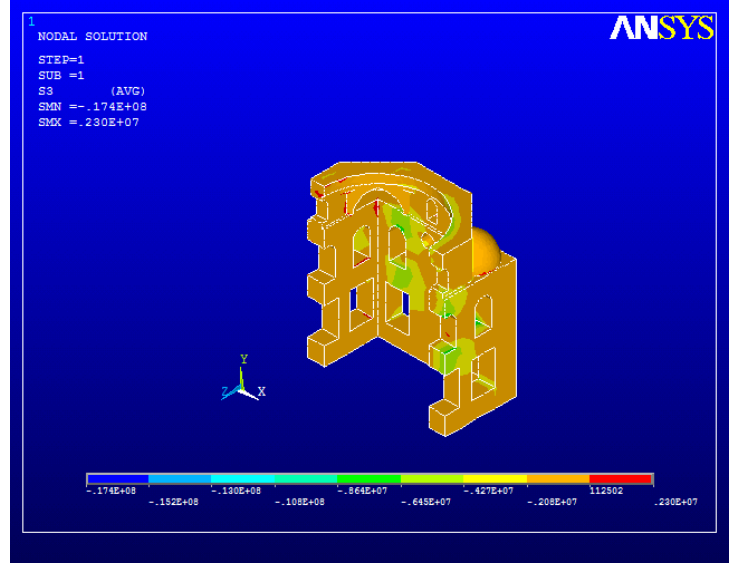 1
NODAL SOLUTION
ANSYS
STEP=1
SUB =1
S3 (AVG)
SMN =-.174E+08
SMX =.230E+07
Y
Z X
-.174E+08 -.130E+08 -.864E+07 -.427E+07 112502
-.152E+08 -.108E+08 -.645E+07 -.208E+07 .230E+07